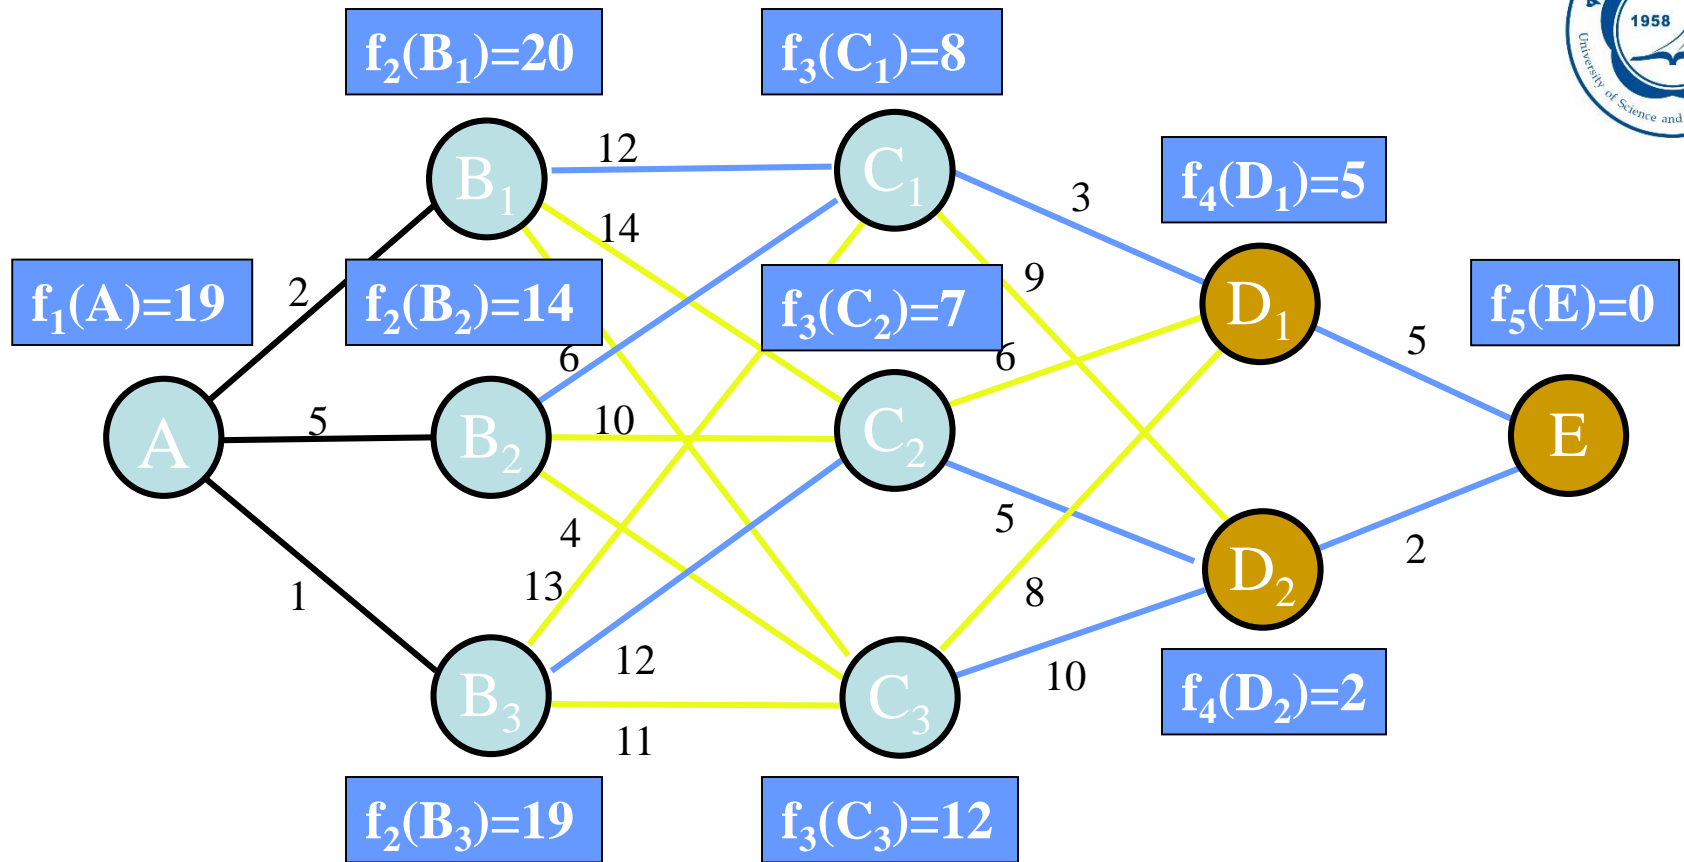 1958
University of Science and
f₂(B₁)=20
f₃(C₁)=8
f₄(D₁)=5
f₁(A)=19
f₂(B₂)=14
f₃(C₂)=7
f₅(E)=0
B₁
C₁
D₁
A
B₂
C₂
E
B₃
C₃
D₂
f₄(D₂)=2
f₂(B₃)=19
f₃(C₃)=12
2
5
1
12
14
6
10
4
13
12
11
3
9
6
5
8
10
5
2